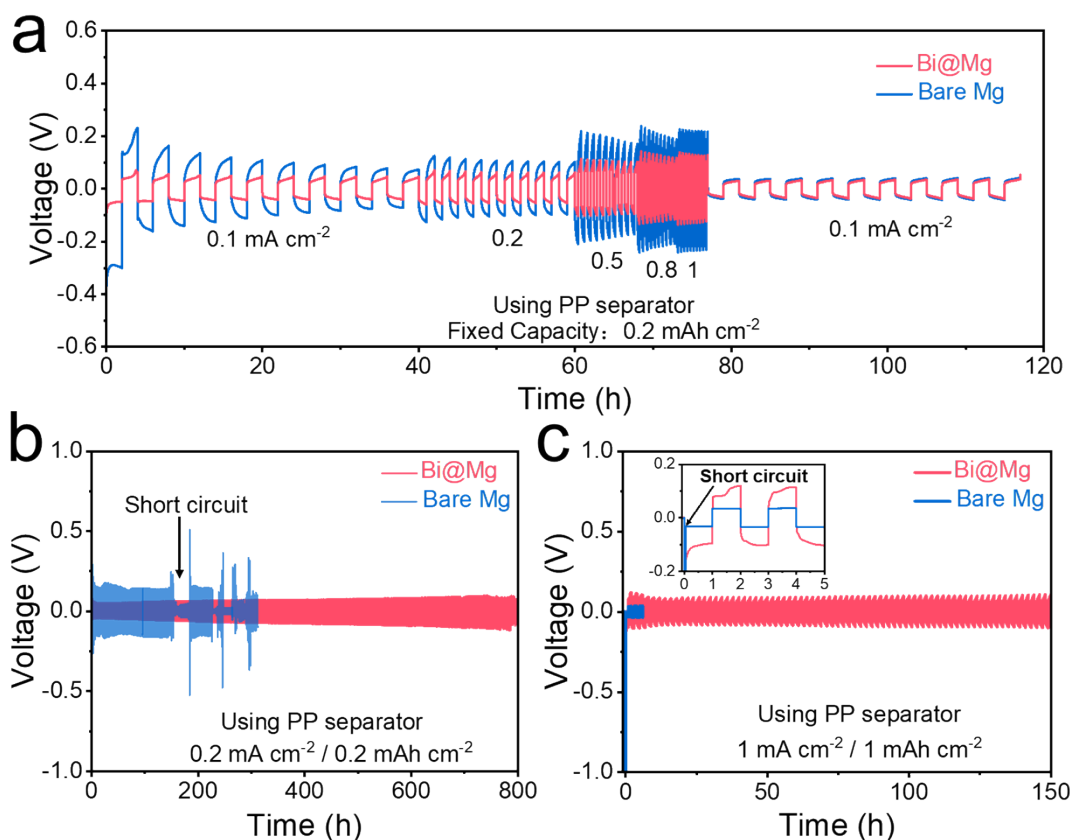 a
0.6
0.4
0.2
0.0
-0.2
-0.4
-0.6
Voltage (V)
Bi@Mg
Bare Mg
0.1 mA cm⁻²
0.2
0.5
0.8
1
0.1 mA cm⁻²
Using PP separator
Fixed Capacity：0.2 mAh cm⁻²
0 20 40 60 80 100 120
Time (h)
b
1.0
0.5
0.0
-0.5
-1.0
Voltage (V)
Bi@Mg
Bare Mg
Short circuit
Using PP separator
0.2 mA cm⁻² / 0.2 mAh cm⁻²
0 200 400 600 800
Time (h)
c
1.0
0.5
0.0
-0.5
-1.0
Voltage (V)
0.2
0.0
-0.2
Short circuit
0 1 2 3 4 5
Bi@Mg
Bare Mg
Using PP separator
1 mA cm⁻² / 1 mAh cm⁻²
0 50 100 150
Time (h)